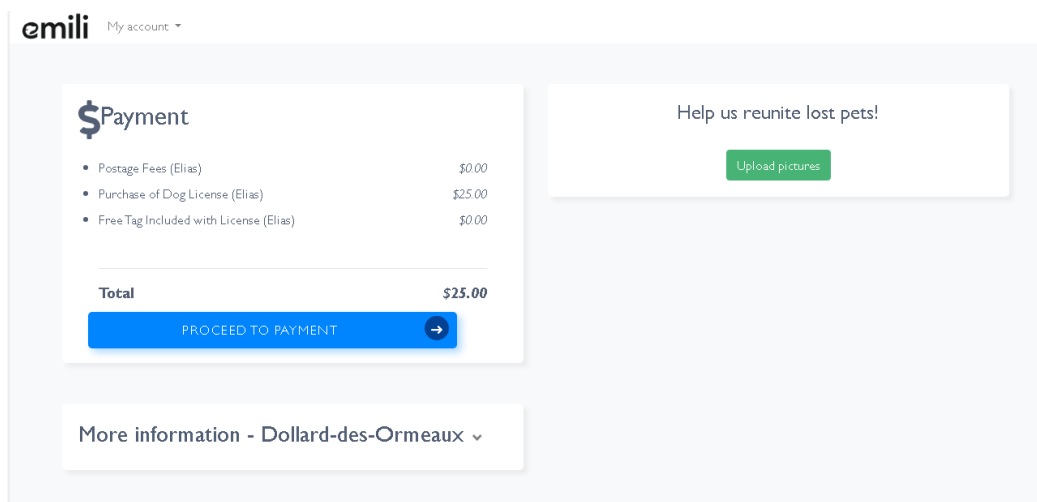 emili My account
$Payment
Postage Fees (Elias) $0.00
Purchase of Dog License (Elias) $25.00
Free Tag Included with License (Elias) $0.00
Total $25.00
PROCEED TO PAYMENT
Help us reunite lost pets!
Upload pictures
More information - Dollard-des-Ormeaux